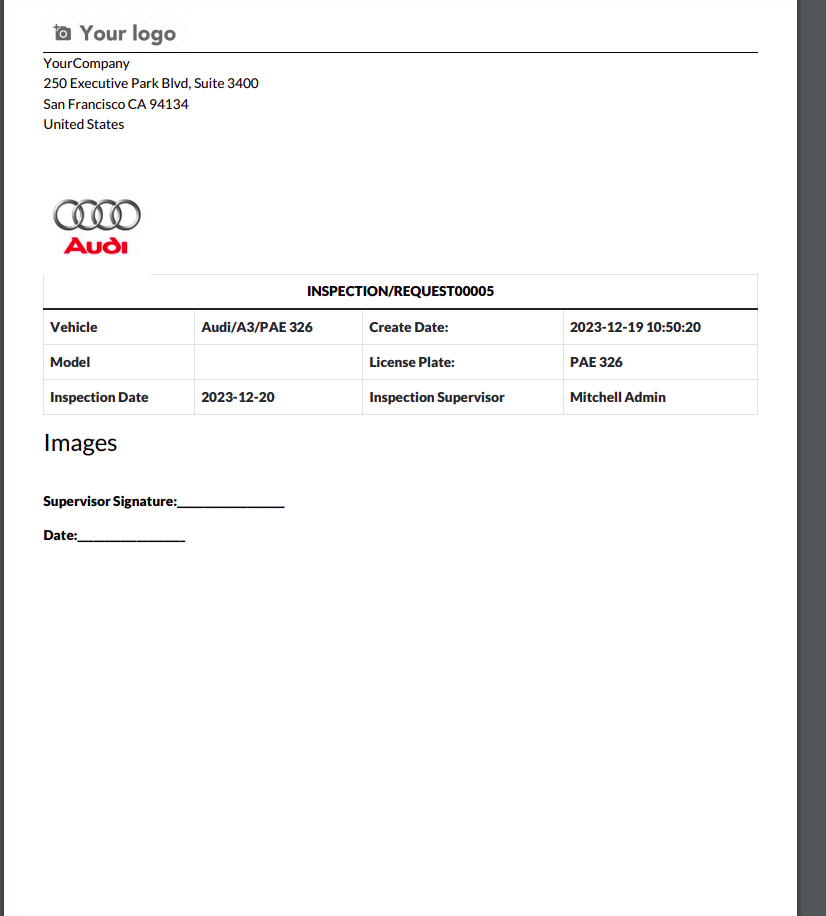 Your logo
YourCompany
250 Executive Park Blvd, Suite 3400
San Francisco CA 94134
United States
Audi
INSPECTION/REQUEST00005
Vehicle Audi/A3/PAE 326 Create Date: 2023-12-19 10:50:20
Model License Plate: PAE 326
Inspection Date 2023-12-20 Inspection Supervisor Mitchell Admin
Images
Supervisor Signature:__________________
Date:__________________